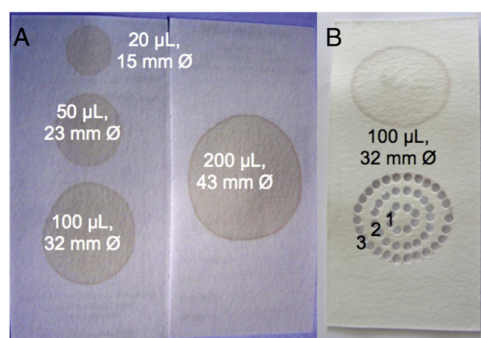 A
20 µL,
15 mm Ø
50 µL,
23 mm Ø
100 µL,
32 mm Ø
200 µL,
43 mm Ø
B
100 µL,
32 mm Ø
1
2
3